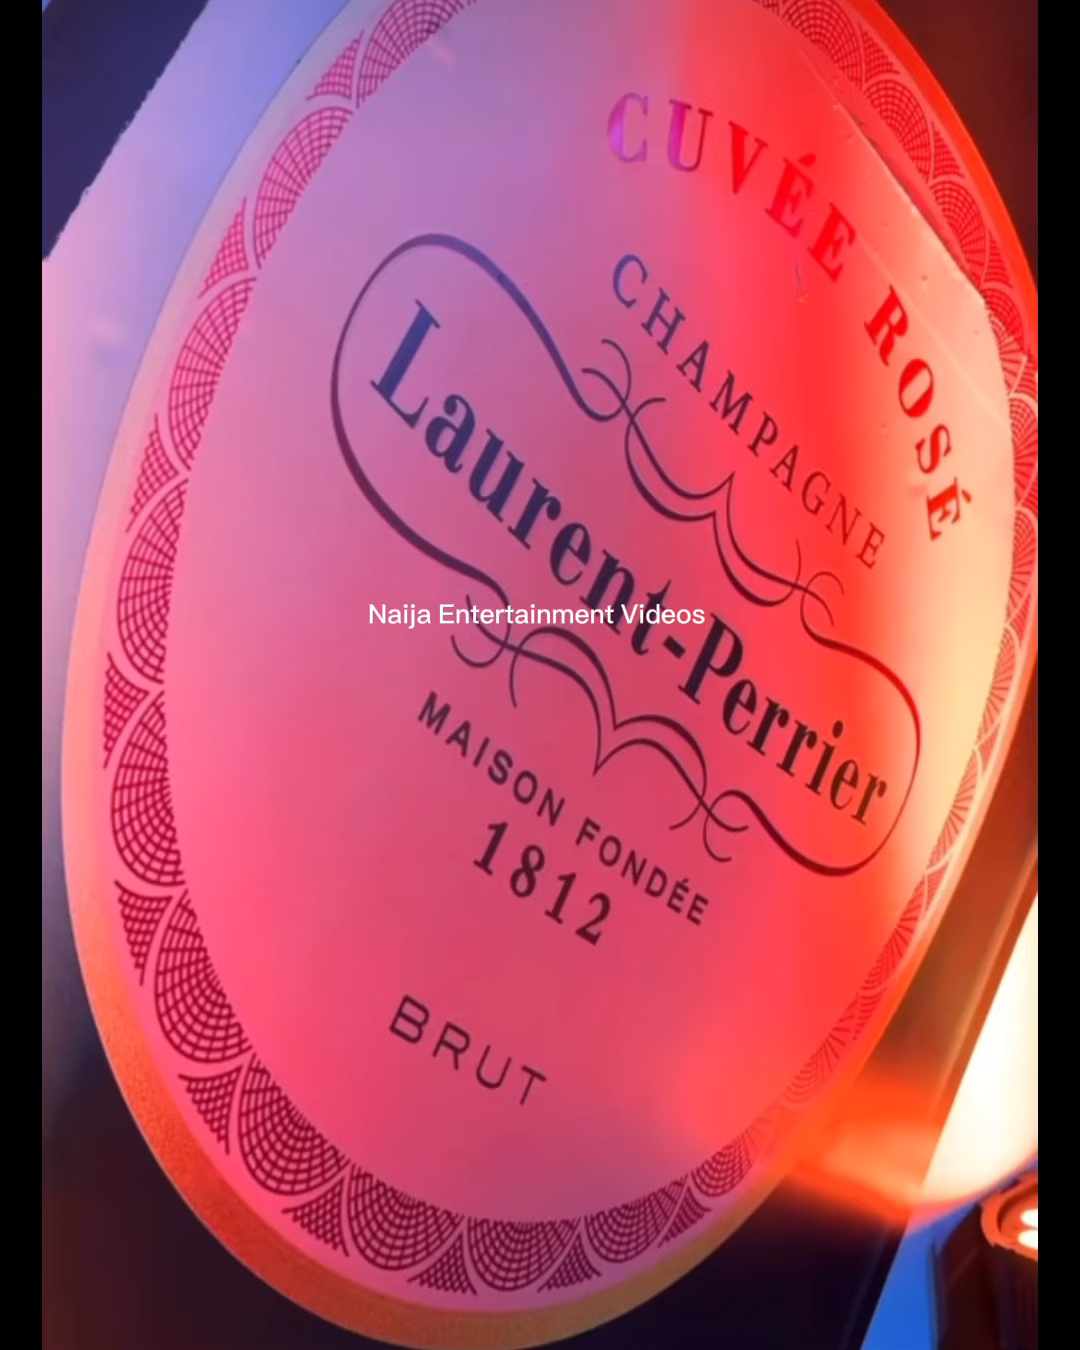 CUVÉE ROSÉ
CHAMPAGNE
Laurent-Perrier
Naija Entertainment Videos
MAISON FONDÉE
1812
BRUT